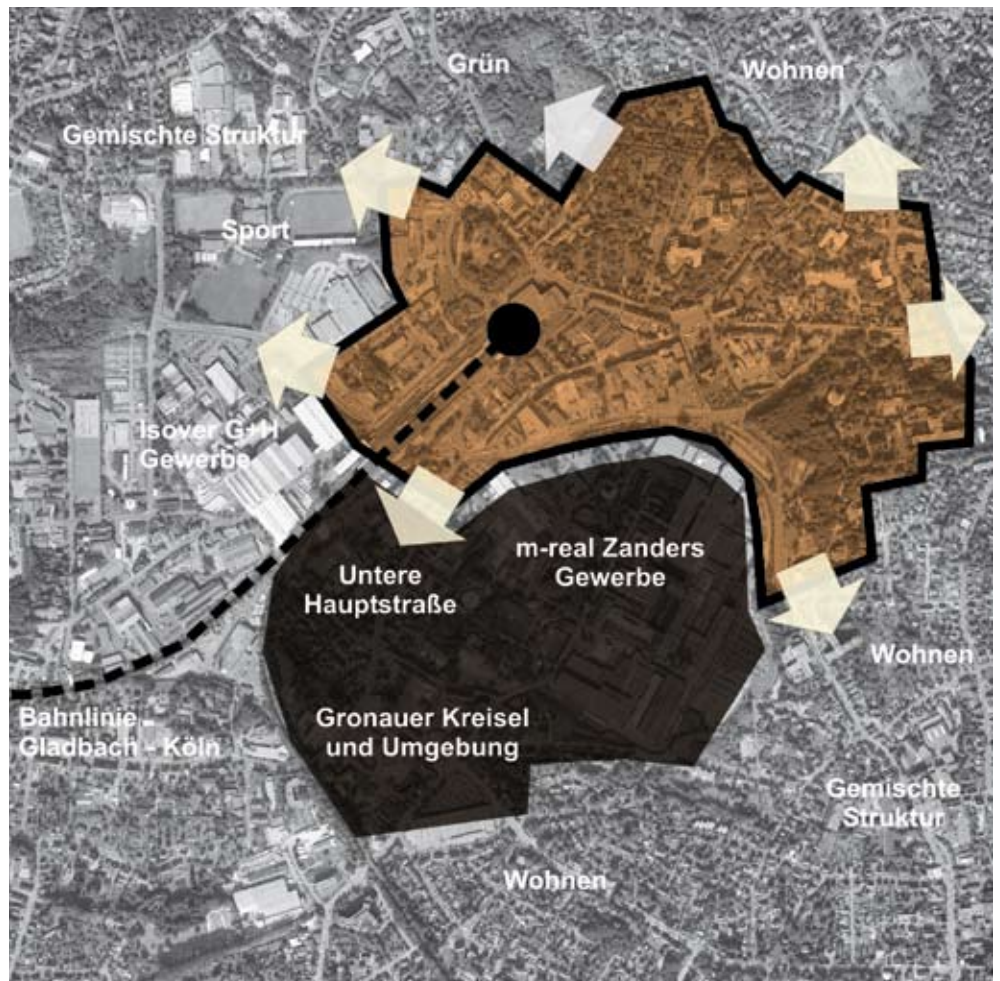 Grün
Wohnen
Gemischte Struktur
Sport
Isover G+H
Gewerbe
m-real Zanders
Gewerbe
Untere
Hauptstraße
Wohnen
Bahnlinie
Gladbach - Köln
Gronauer Kreisel
und Umgebung
Gemischte
Struktur
Wohnen